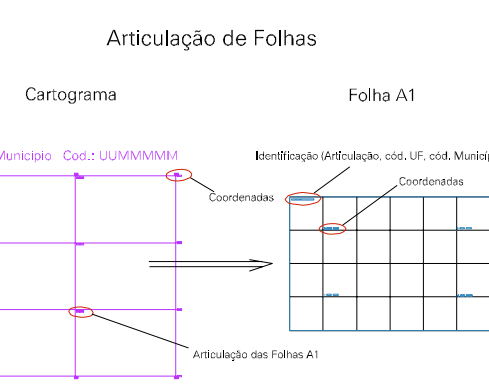 Articulação de Folhas
Cartograma
Folha A1
Municipio Cod.: UUMMMMM
Identificação (Articulação, cód. UF, cód. Municíp
Coordenadas
Coordenadas
Articulação das Folhas A1